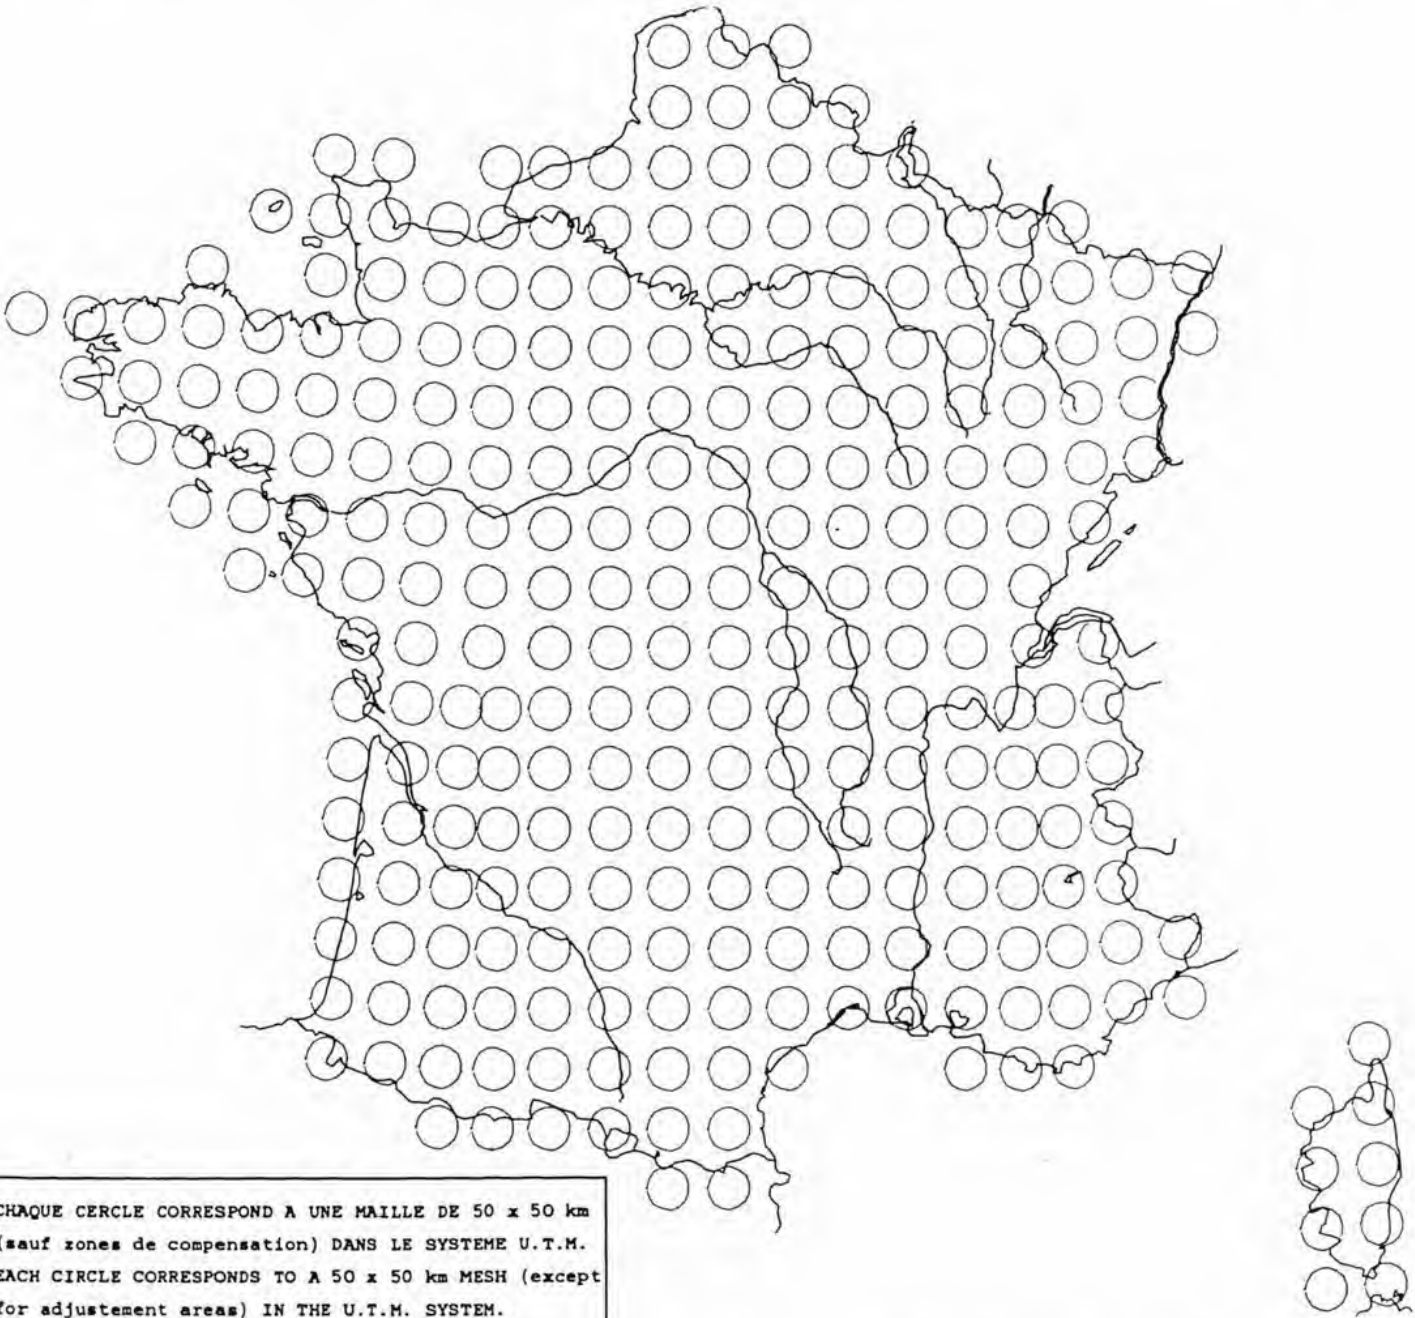 CHAQUE CERCLE CORRESPOND A UNE MAILLE DE 50 x 50 km
(sauf zones de compensation) DANS LE SYSTEME U.T.M.
EACH CIRCLE CORRESPONDS TO A 50 x 50 km MESH (except
for adjustement areas) IN THE U.T.M. SYSTEM.